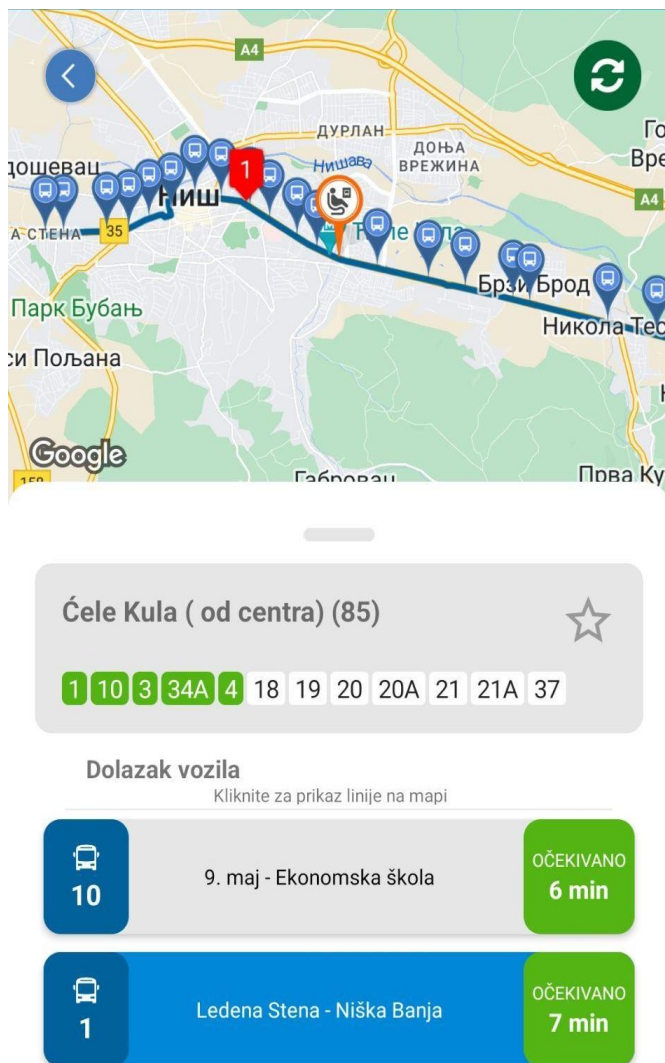 A4
ДУРЛАН
ДОЊА
ВРЕЖИНА
Го
Вре
Нишава
дошевац
1
Ниш
A4
А СТЕНА
35
Брзи Брод
Парк Бубањ
Никола Тес
си Пољана
Google
Габровац
Прва Ку
158
Ćele Kula ( od centra) (85)
1 10 3 34A 4 18 19 20 20A 21 21A 37
Dolazak vozila
Kliknite za prikaz linije na mapi
10
9. maj - Ekonomska škola
OČEKIVANO
6 min
1
Ledena Stena - Niška Banja
OČEKIVANO
7 min